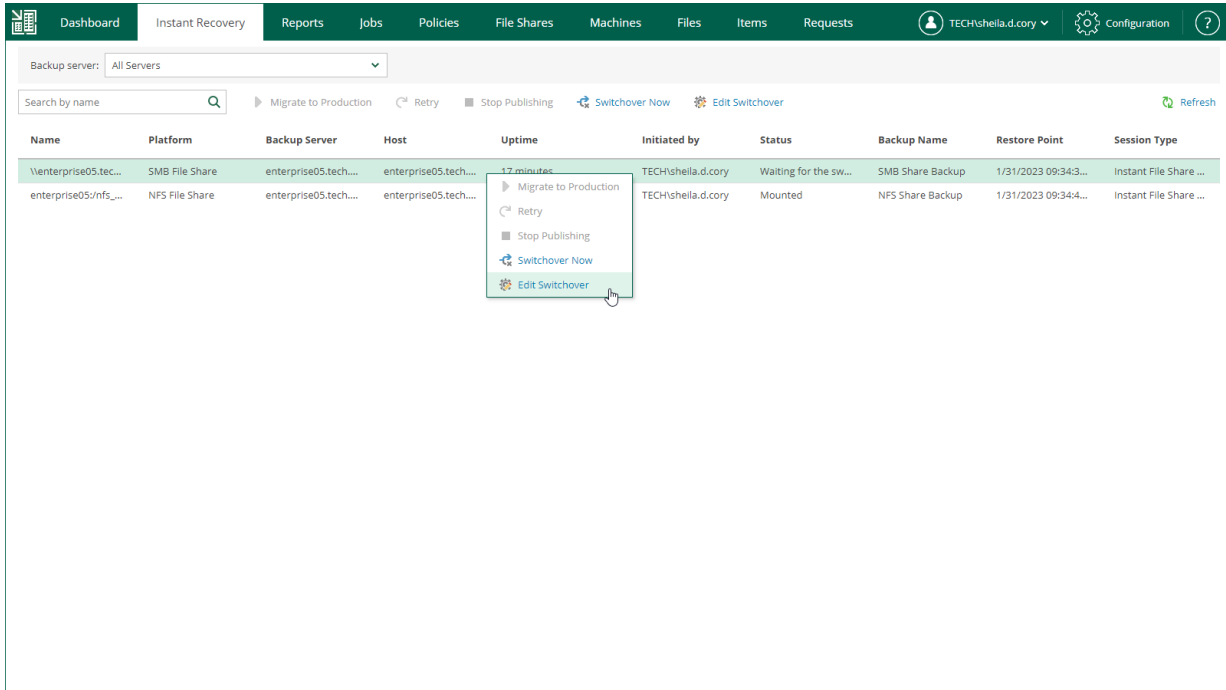 Dashboard Instant Recovery Reports Jobs Policies File Shares Machines Files Items Requests TECH\sheila.d.cory Configuration ?
Backup server: All Servers
Search by name Migrate to Production Retry Stop Publishing Switchover Now Edit Switchover Refresh
Name Platform Backup Server Host Uptime Initiated by Status Backup Name Restore Point Session Type
\\enterprise05.tec... SMB File Share enterprise05.tech.... enterprise05.tech.... 17 minutes TECH\sheila.d.cory Waiting for the sw... SMB Share Backup 1/31/2023 09:34:3... Instant File Share ...
enterprise05:/nfs_... NFS File Share enterprise05.tech.... enterprise05.tech.... TECH\sheila.d.cory Mounted NFS Share Backup 1/31/2023 09:34:4... Instant File Share ...
Migrate to Production
Retry
Stop Publishing
Switchover Now
Edit Switchover